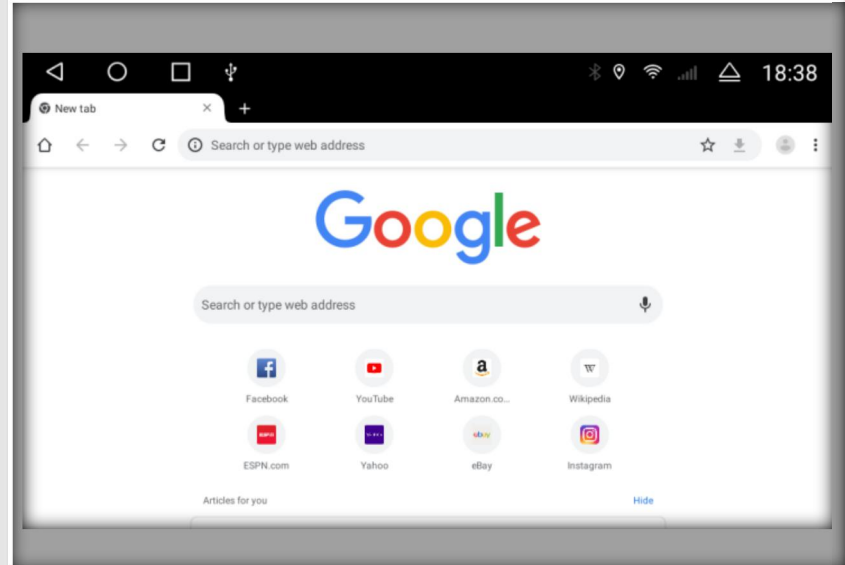 18:38
New tab
Search or type web address
Google
Search or type web address
Facebook YouTube Amazon.co... Wikipedia
ESPN.com Yahoo eBay Instagram
Articles for you Hide